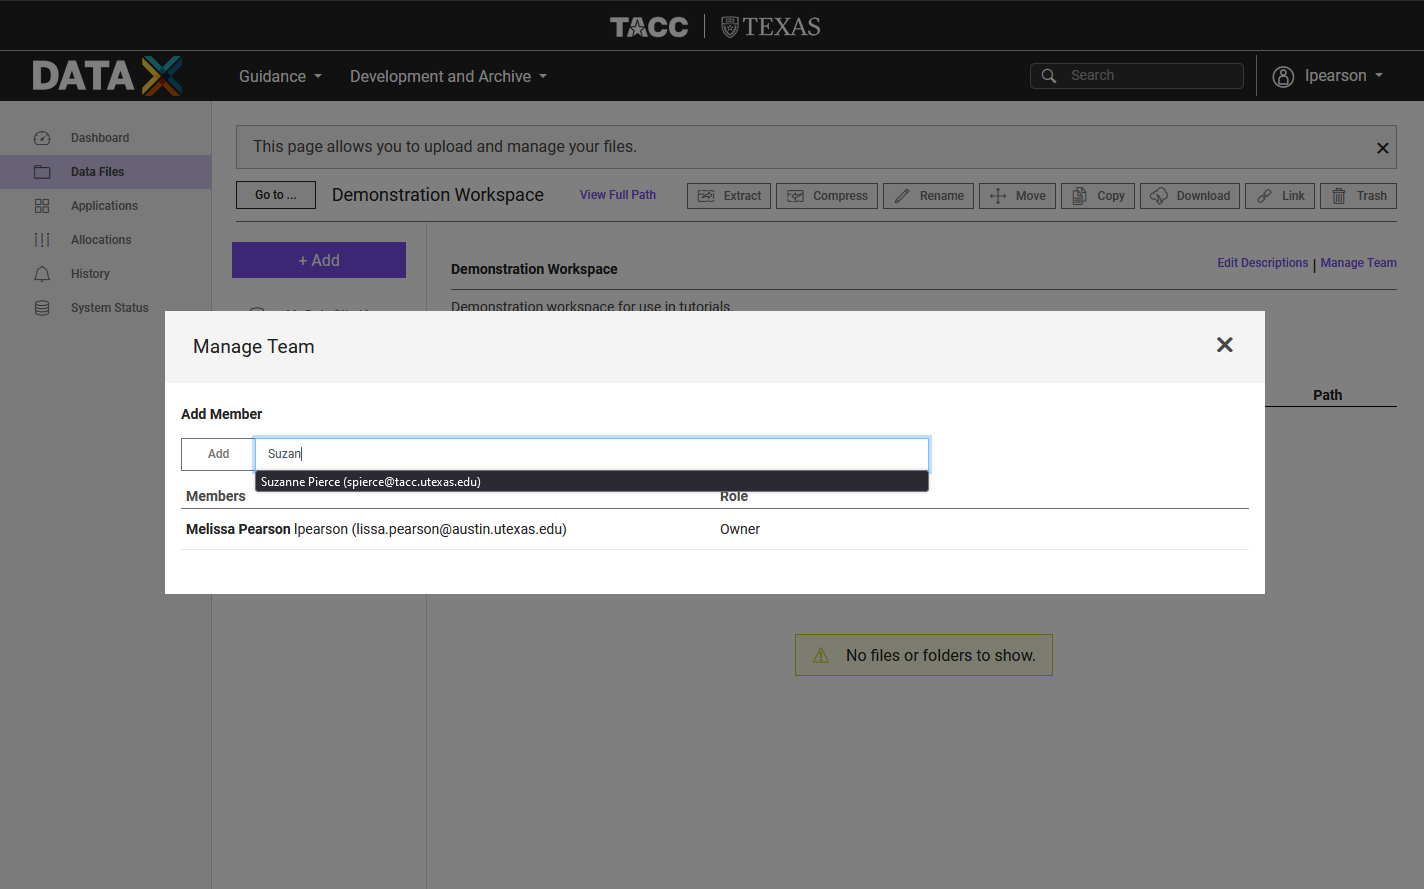 TACC TEXAS
DATA X
Guidance
Development and Archive
Search
lpearson
Dashboard
Data Files
Applications
Allocations
History
System Status
This page allows you to upload and manage your files.
Go to ...
Demonstration Workspace
View Full Path
Extract
Compress
Rename
Move
Copy
Download
Link
Trash
+ Add
Demonstration Workspace
Edit Descriptions | Manage Team
Demonstration workspace for use in tutorials.
Path
Manage Team
Add Member
Add
Suzan
Suzanne Pierce (spierce@tacc.utexas.edu)
Members Role
Melissa Pearson lpearson (lissa.pearson@austin.utexas.edu) Owner
No files or folders to show.